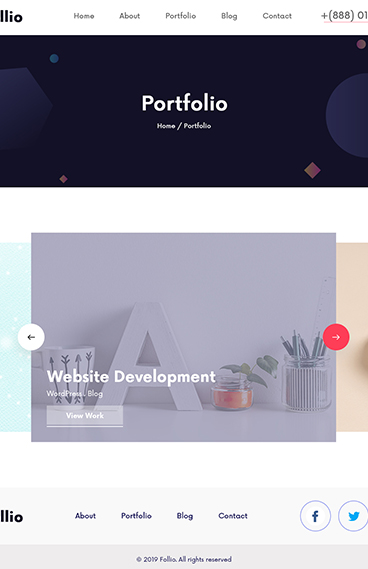 llio Home About Portfolio Blog Contact +(888) 01
Portfolio
Home / Portfolio
A
Website Development
WordPress, Blog
View Work
llio About Portfolio Blog Contact
© 2019 Follio. All rights reserved